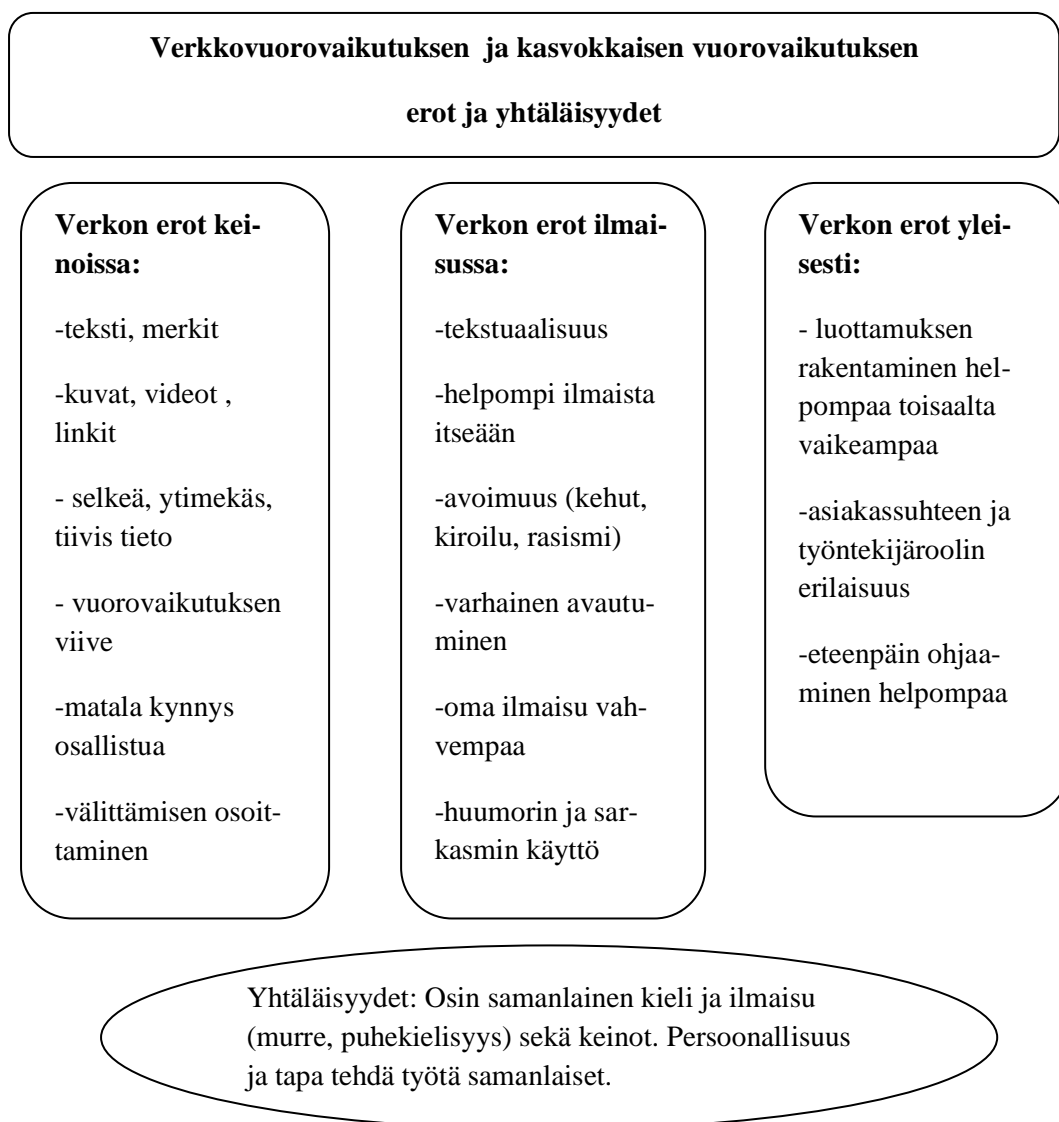 Verkkovuorovaikutuksen ja kasvokkaisen vuorovaikutuksen
erot ja yhtäläisyydet
Verkon erot kei-
noissa:
-teksti, merkit
-kuvat, videot ,
linkit
- selkeä, ytimekäs,
tiivis tieto
- vuorovaikutuksen
viive
-matala kynnys
osallistua
-välittämisen osoit-
taminen
Verkon erot ilmai-
sussa:
-tekstuaalisuus
-helpompi ilmaista
itseään
-avoimuus (kehut,
kiroilu, rasismi)
-varhainen avautu-
minen
-oma ilmaisu vah-
vempaa
-huumorin ja sar-
kasmin käyttö
Verkon erot ylei-
sesti:
- luottamuksen
rakentaminen hel-
pompaa toisaalta
vaikeampaa
-asiakassuhteen ja
työntekijäroolin
erilaisuus
-eteenpäin ohjaa-
minen helpompaa
Yhtäläisyydet: Osin samanlainen kieli ja ilmaisu
(murre, puhekielisyys) sekä keinot. Persoonallisuus
ja tapa tehdä työtä samanlaiset.